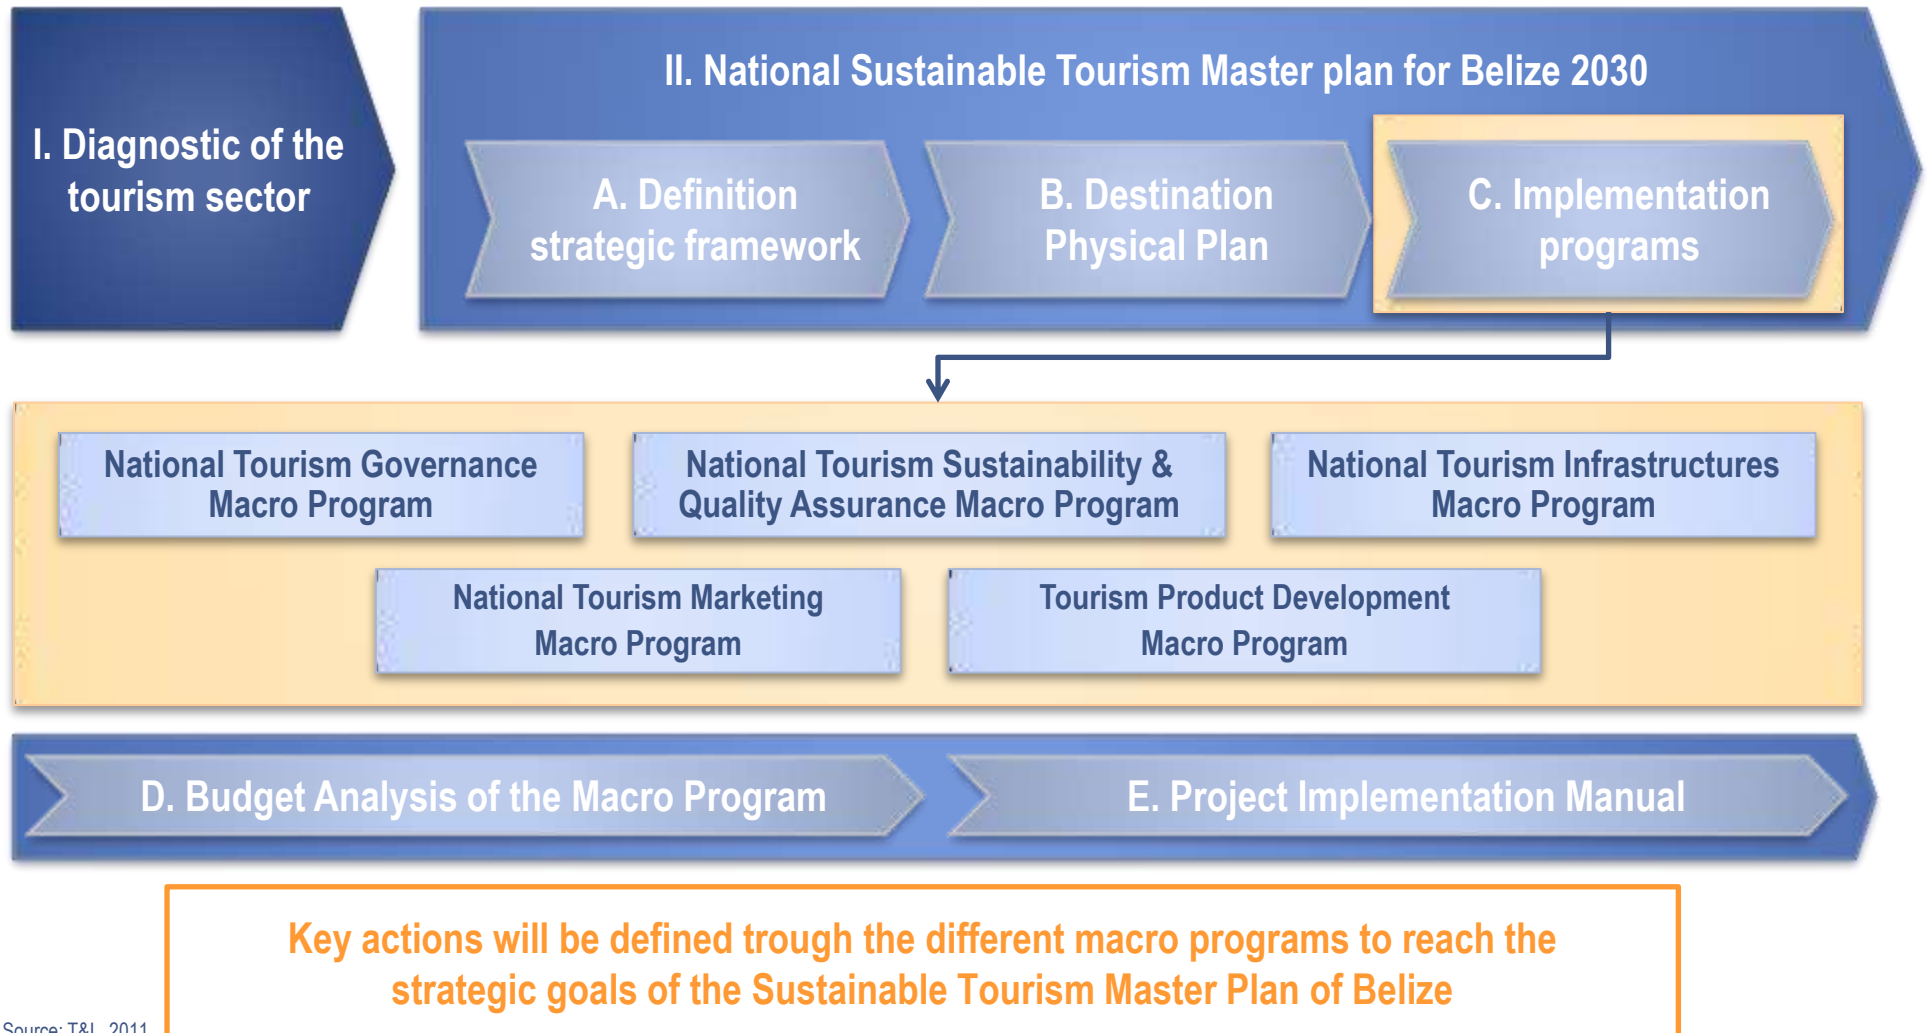 II. National Sustainable Tourism Master plan for Belize 2030
I. Diagnostic of the
tourism sector
A. Definition
strategic framework
B. Destination
Physical Plan
C. Implementation
programs
National Tourism Governance
Macro Program
National Tourism Sustainability &
Quality Assurance Macro Program
National Tourism Infrastructures
Macro Program
National Tourism Marketing
Macro Program
Tourism Product Development
Macro Program
D. Budget Analysis of the Macro Program
E. Project Implementation Manual
Key actions will be defined trough the different macro programs to reach the
strategic goals of the Sustainable Tourism Master Plan of Belize
Source: T&L, 2011